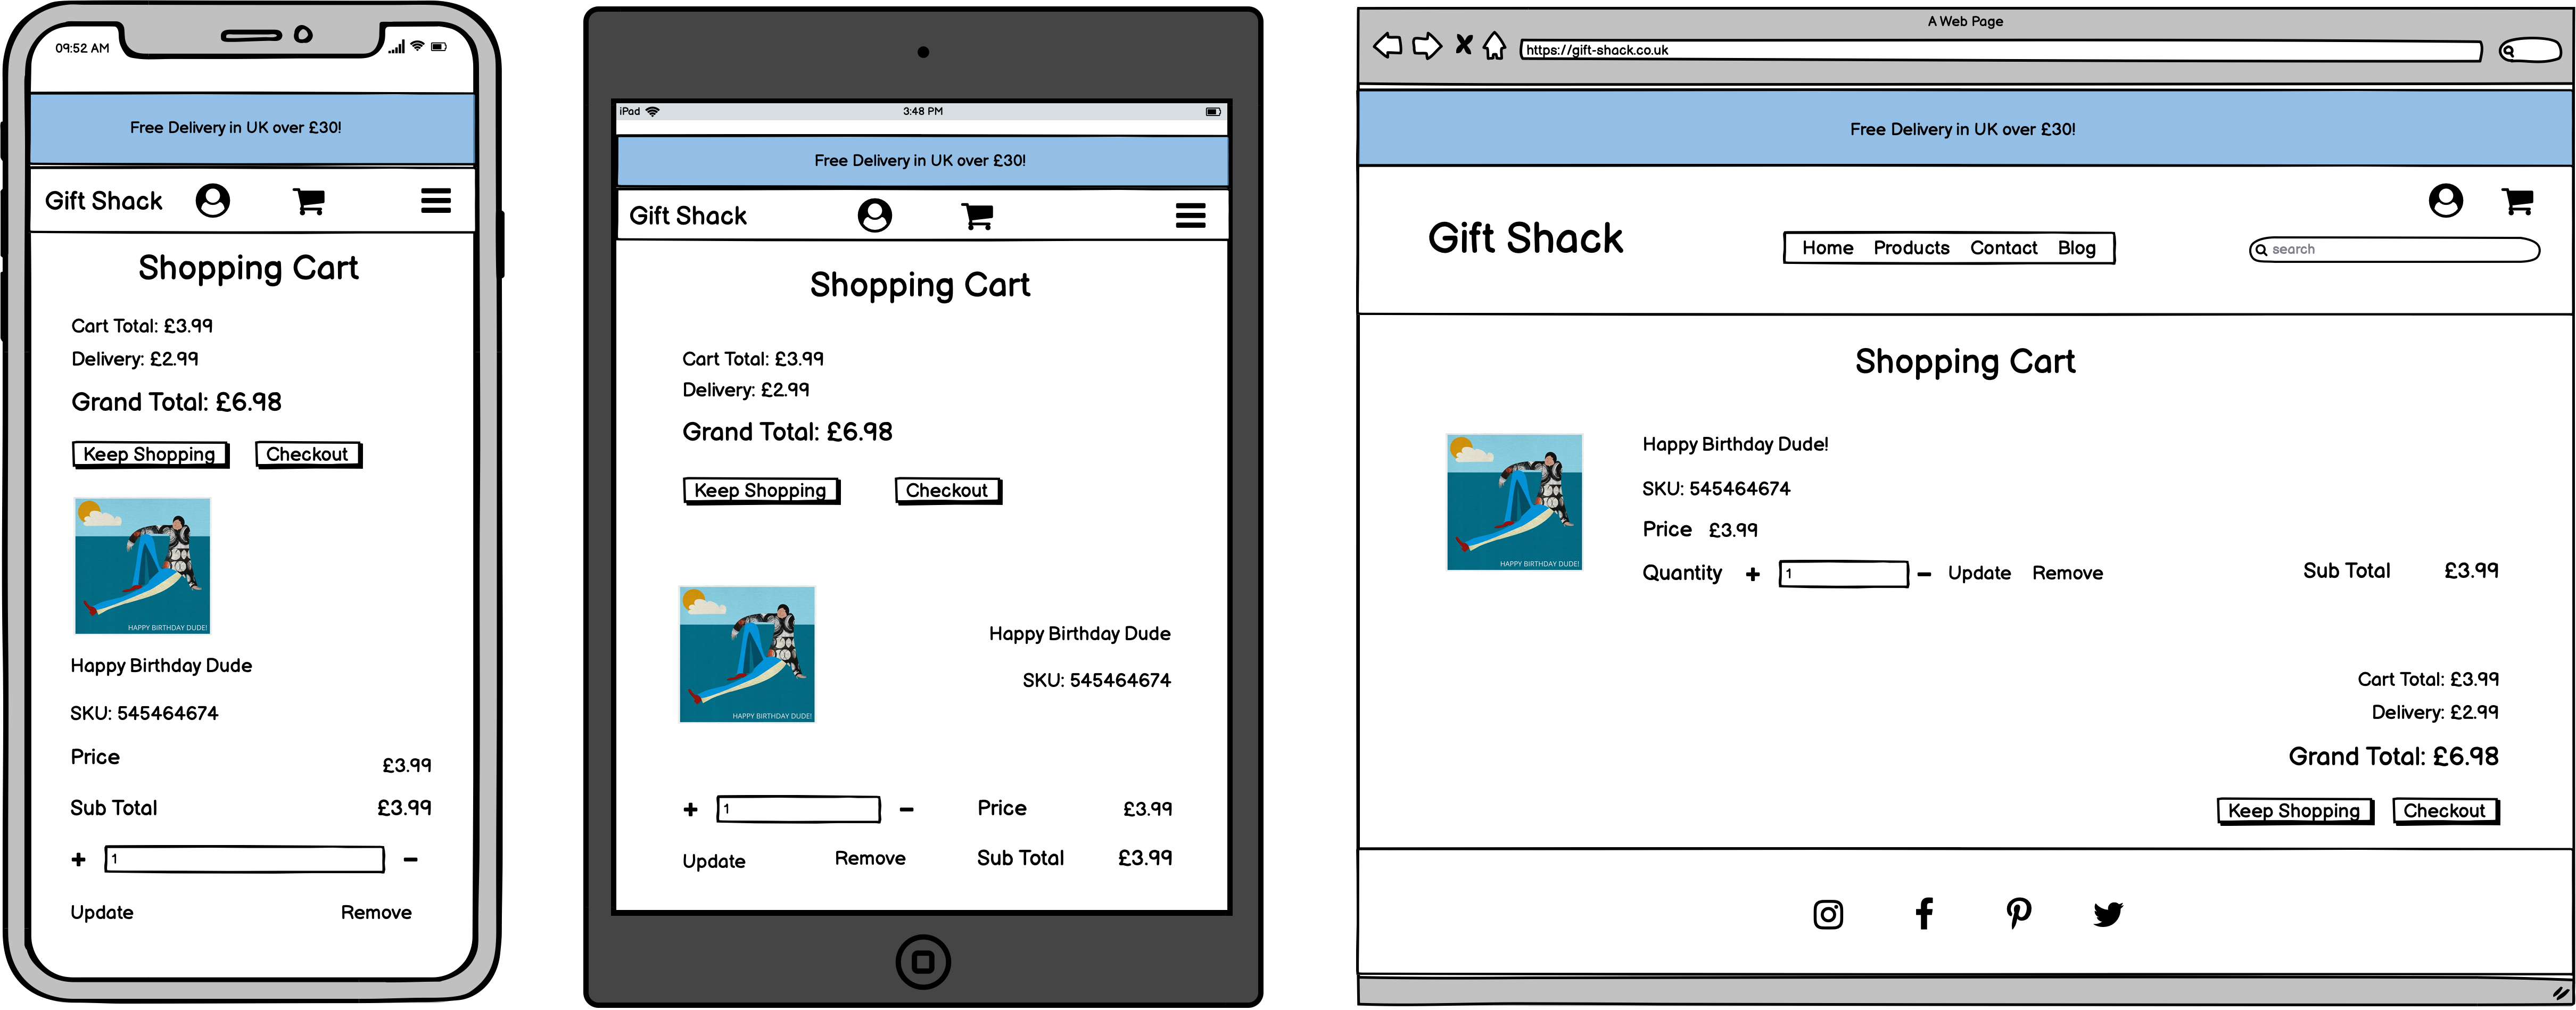 09:52 AM
Free Delivery in UK over £30!
Gift Shack
Shopping Cart
Cart Total: £3.99
Delivery: £2.99
Grand Total: £6.98
Keep Shopping Checkout
HAPPY BIRTHDAY DUDE!
Happy Birthday Dude
SKU: 545464674
Price £3.99
Sub Total £3.99
+ 1 −
Update Remove
iPad 3:48 PM
Free Delivery in UK over £30!
Gift Shack
Shopping Cart
Cart Total: £3.99
Delivery: £2.99
Grand Total: £6.98
Keep Shopping Checkout
HAPPY BIRTHDAY DUDE!
Happy Birthday Dude
SKU: 545464674
+ 1 − Price £3.99
Update Remove Sub Total £3.99
A Web Page
https://gift-shack.co.uk
Free Delivery in UK over £30!
Gift Shack
Home Products Contact Blog
search
Shopping Cart
HAPPY BIRTHDAY DUDE!
Happy Birthday Dude!
SKU: 545464674
Price £3.99
Quantity + 1 − Update Remove Sub Total £3.99
Cart Total: £3.99
Delivery: £2.99
Grand Total: £6.98
Keep Shopping Checkout